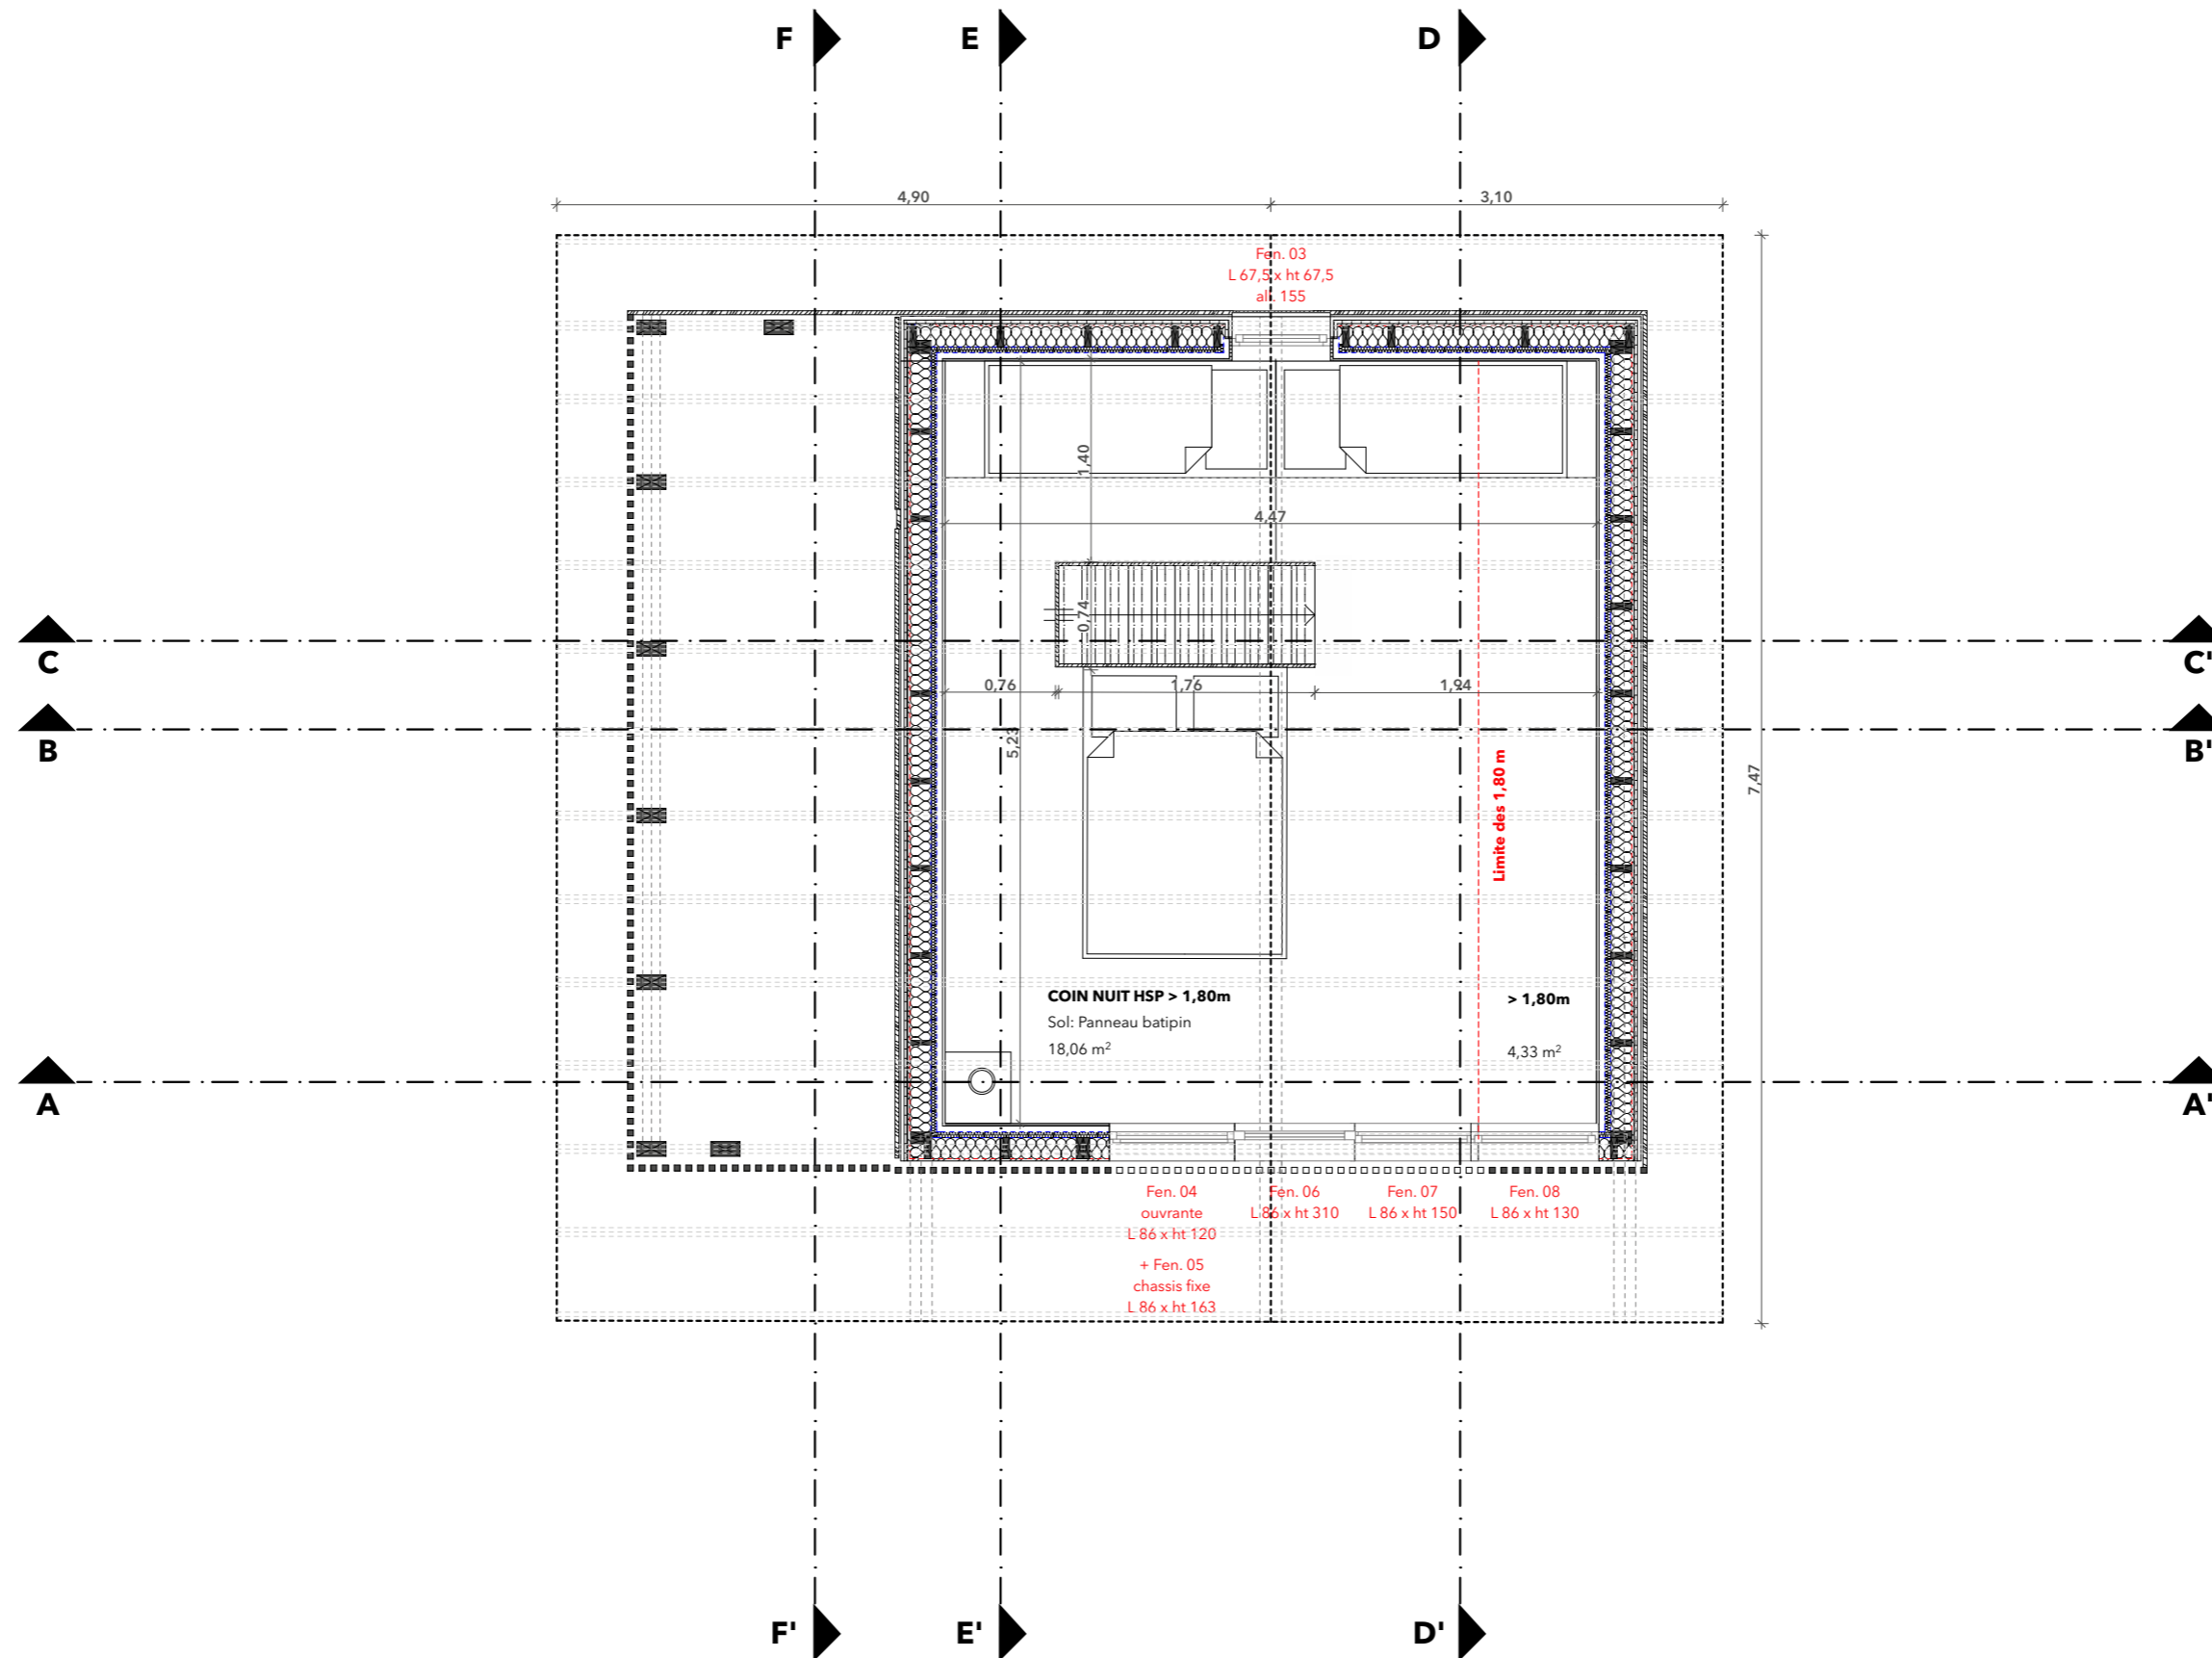 F E D
4,90 3,10
Fen. 03
L 67,5 x ht 67,5
all. 155
1,40
4,47
0,74
C C'
0,76 1,76 1,94
B B'
5,23
7,47
Limite des 1,80 m
COIN NUIT HSP > 1,80m
Sol: Panneau batipin
18,06 m²
> 1,80m
4,33 m²
A A'
Fen. 04
ouvrante
L 86 x ht 120
+ Fen. 05
chassis fixe
L 86 x ht 163
Fen. 06
L 86 x ht 310
Fen. 07
L 86 x ht 150
Fen. 08
L 86 x ht 130
F' E' D'